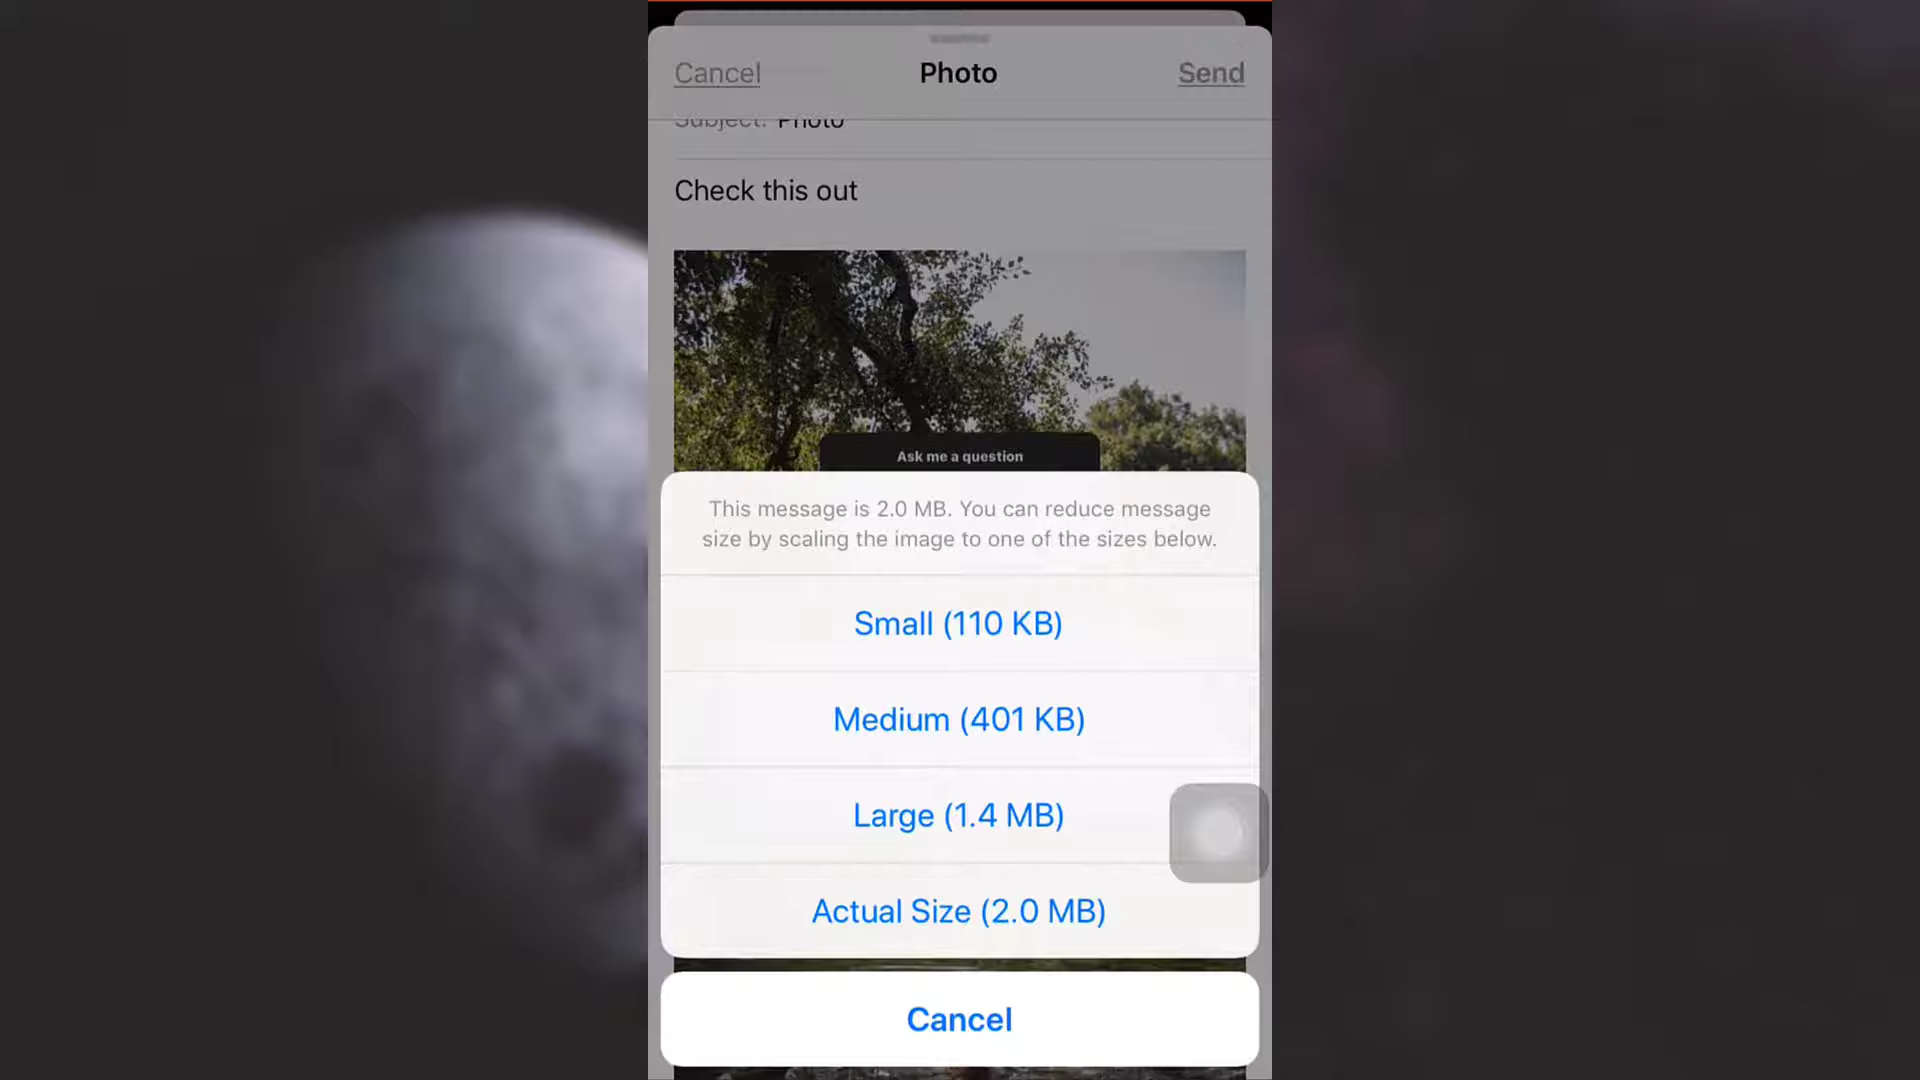 Cancel
Photo
Send
Subject: Photo
Check this out
Ask me a question
This message is 2.0 MB. You can reduce message
size by scaling the image to one of the sizes below.
Small (110 KB)
Medium (401 KB)
Large (1.4 MB)
Actual Size (2.0 MB)
Cancel